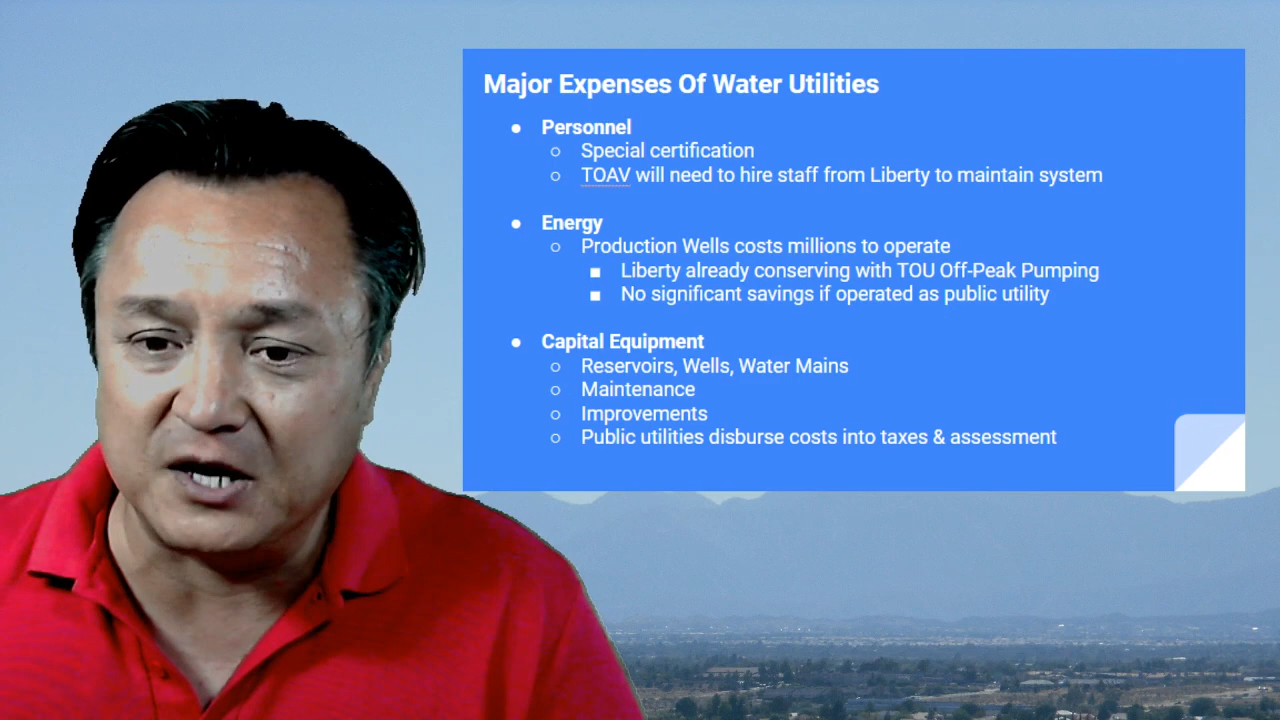 Major Expenses Of Water Utilities
● Personnel
○ Special certification
○ TOAV will need to hire staff from Liberty to maintain system
● Energy
○ Production Wells costs millions to operate
■ Liberty already conserving with TOU Off-Peak Pumping
■ No significant savings if operated as public utility
● Capital Equipment
○ Reservoirs, Wells, Water Mains
○ Maintenance
○ Improvements
○ Public utilities disburse costs into taxes & assessment